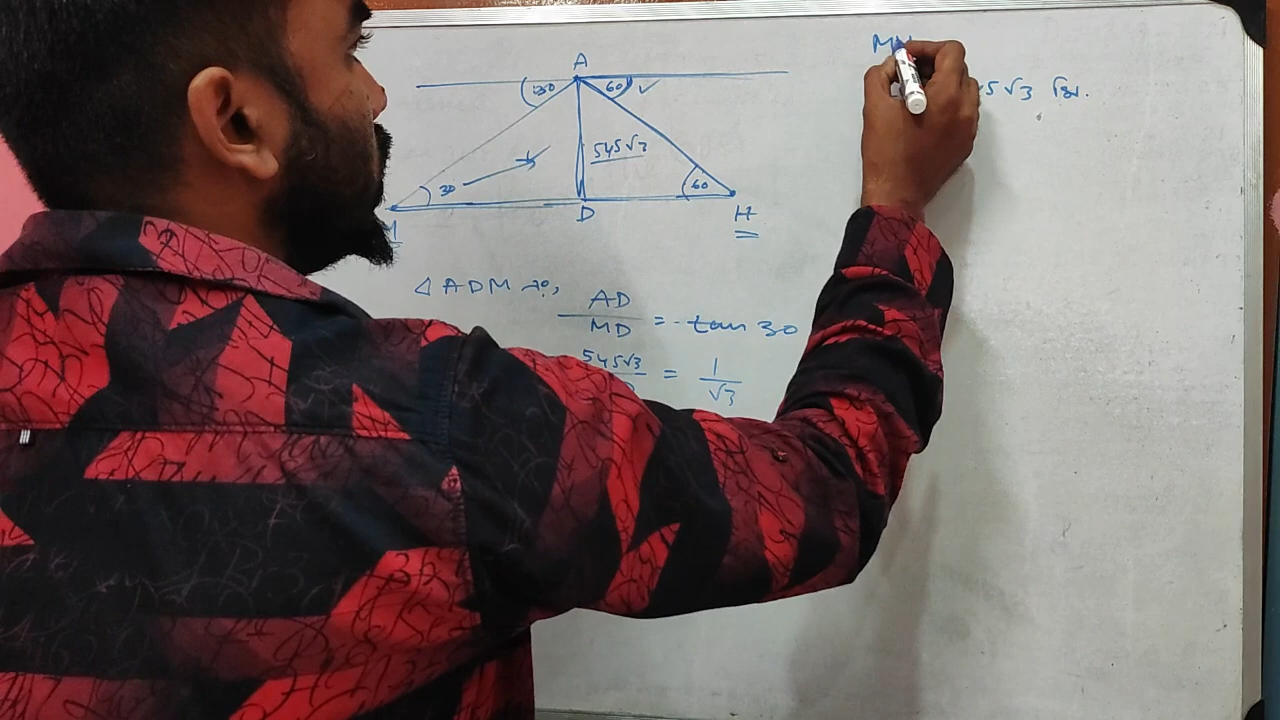 A
30
60 ✓
545√3
30
60
M
D
H
△ ADM এ,
AD
MD
= tan 30
545√3
= 1
√3
M
5√3 মি.